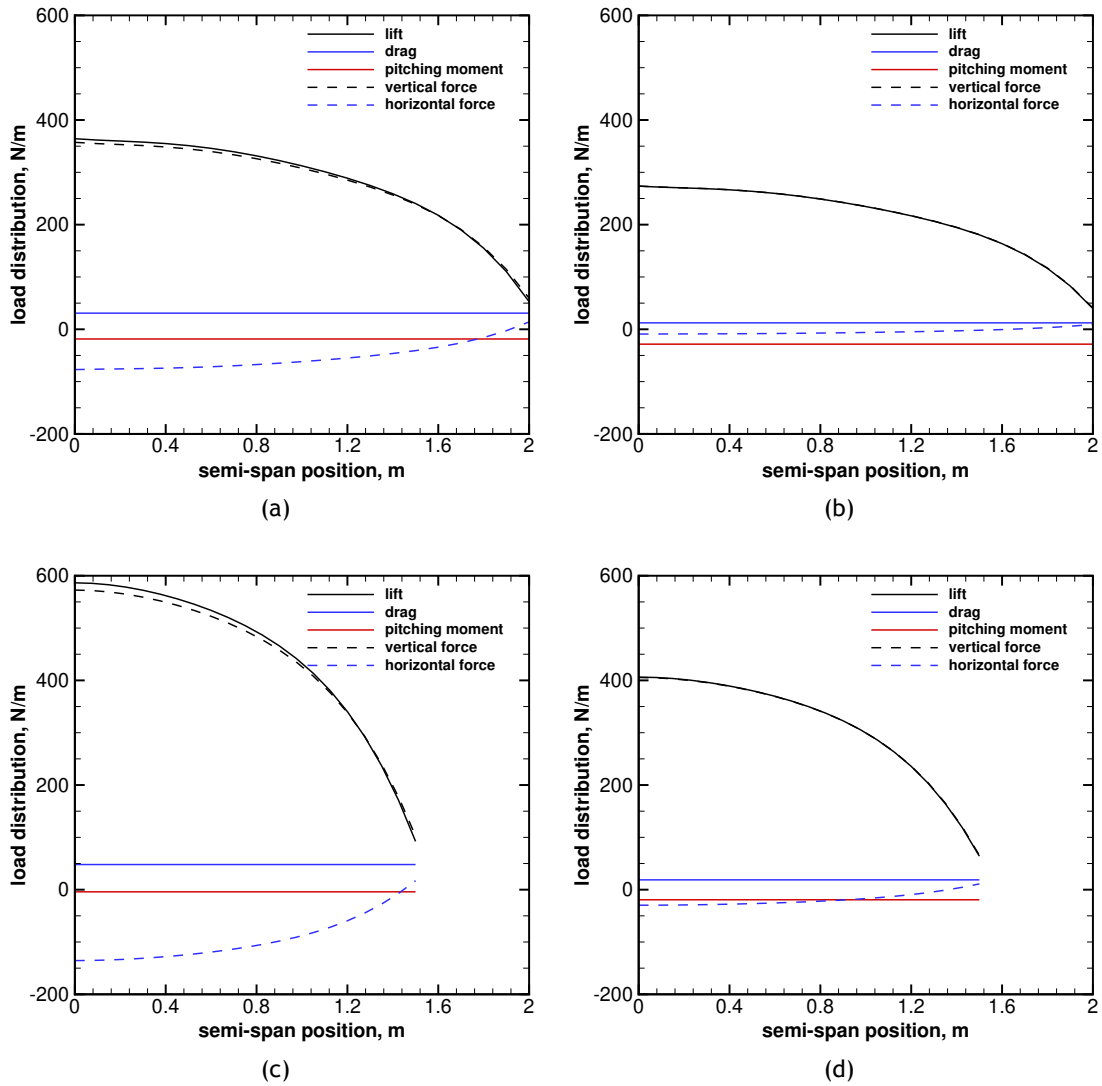 600
400
200
0
-200
load distribution, N/m
lift
drag
pitching moment
vertical force
horizontal force
0 0.4 0.8 1.2 1.6 2
semi-span position, m
(a)
600
400
200
0
-200
load distribution, N/m
lift
drag
pitching moment
vertical force
horizontal force
0 0.4 0.8 1.2 1.6 2
semi-span position, m
(b)
600
400
200
0
-200
load distribution, N/m
lift
drag
pitching moment
vertical force
horizontal force
0 0.4 0.8 1.2 1.6 2
semi-span position, m
(c)
600
400
200
0
-200
load distribution, N/m
lift
drag
pitching moment
vertical force
horizontal force
0 0.4 0.8 1.2 1.6 2
semi-span position, m
(d)